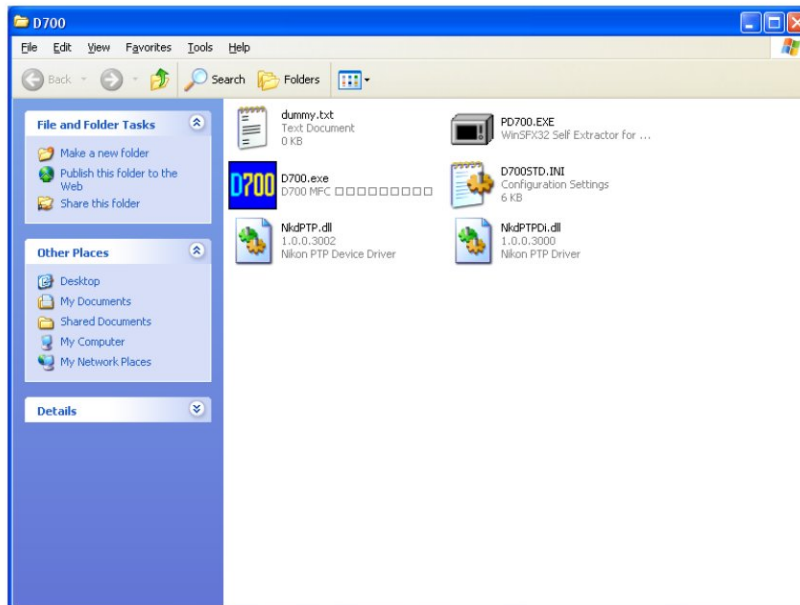 D700
File Edit View Favorites Tools Help
Back Search Folders
File and Folder Tasks
Make a new folder
Publish this folder to the
Web
Share this folder
Other Places
Desktop
My Documents
Shared Documents
My Computer
My Network Places
Details
dummy.txt
Text Document
0 KB
PD700.EXE
WinSFX32 Self Extractor for ...
D700
D700.exe
D700 MFC □□□□□□□□□
D700STD.INI
Configuration Settings
6 KB
NkdPTP.dll
1.0.0.3002
Nikon PTP Device Driver
NkdPTPDi.dll
1.0.0.3000
Nikon PTP Driver